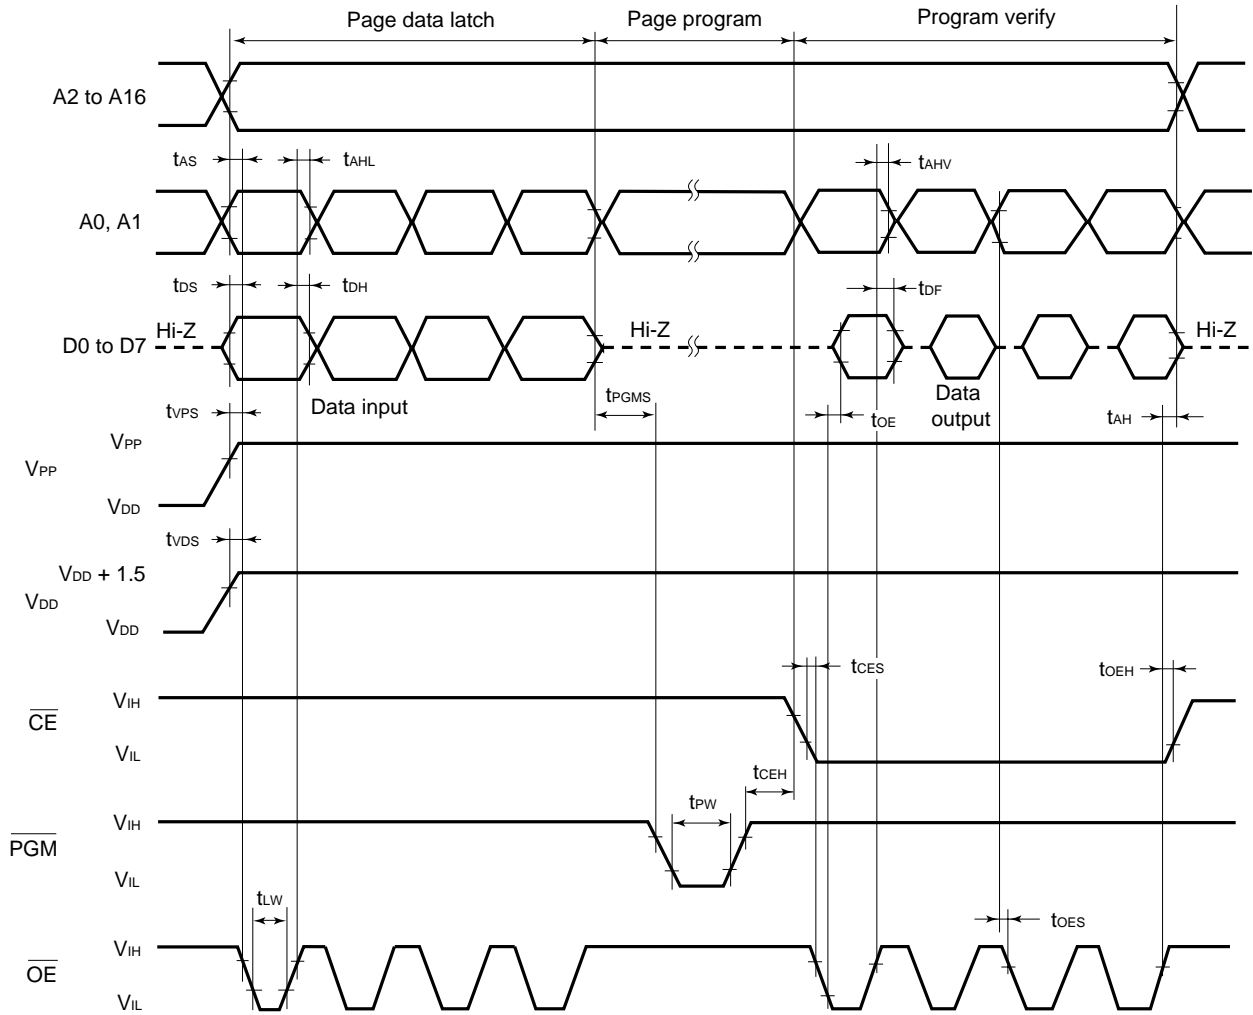 Page data latch
Page program
Program verify
A2 to A16
tAS
tAHL
tAHV
A0, A1
tDS
tDH
tDF
Hi-Z
Hi-Z
Hi-Z
D0 to D7
Data input
tPGMS
Data
output
tVPS
tOE
tAH
VPP
VPP
VDD
tVDS
VDD + 1.5
VDD
VDD
tCES
tOEH
VIH
CE
VIL
tCEH
tPW
VIH
PGM
VIL
tLW
tOES
VIH
OE
VIL